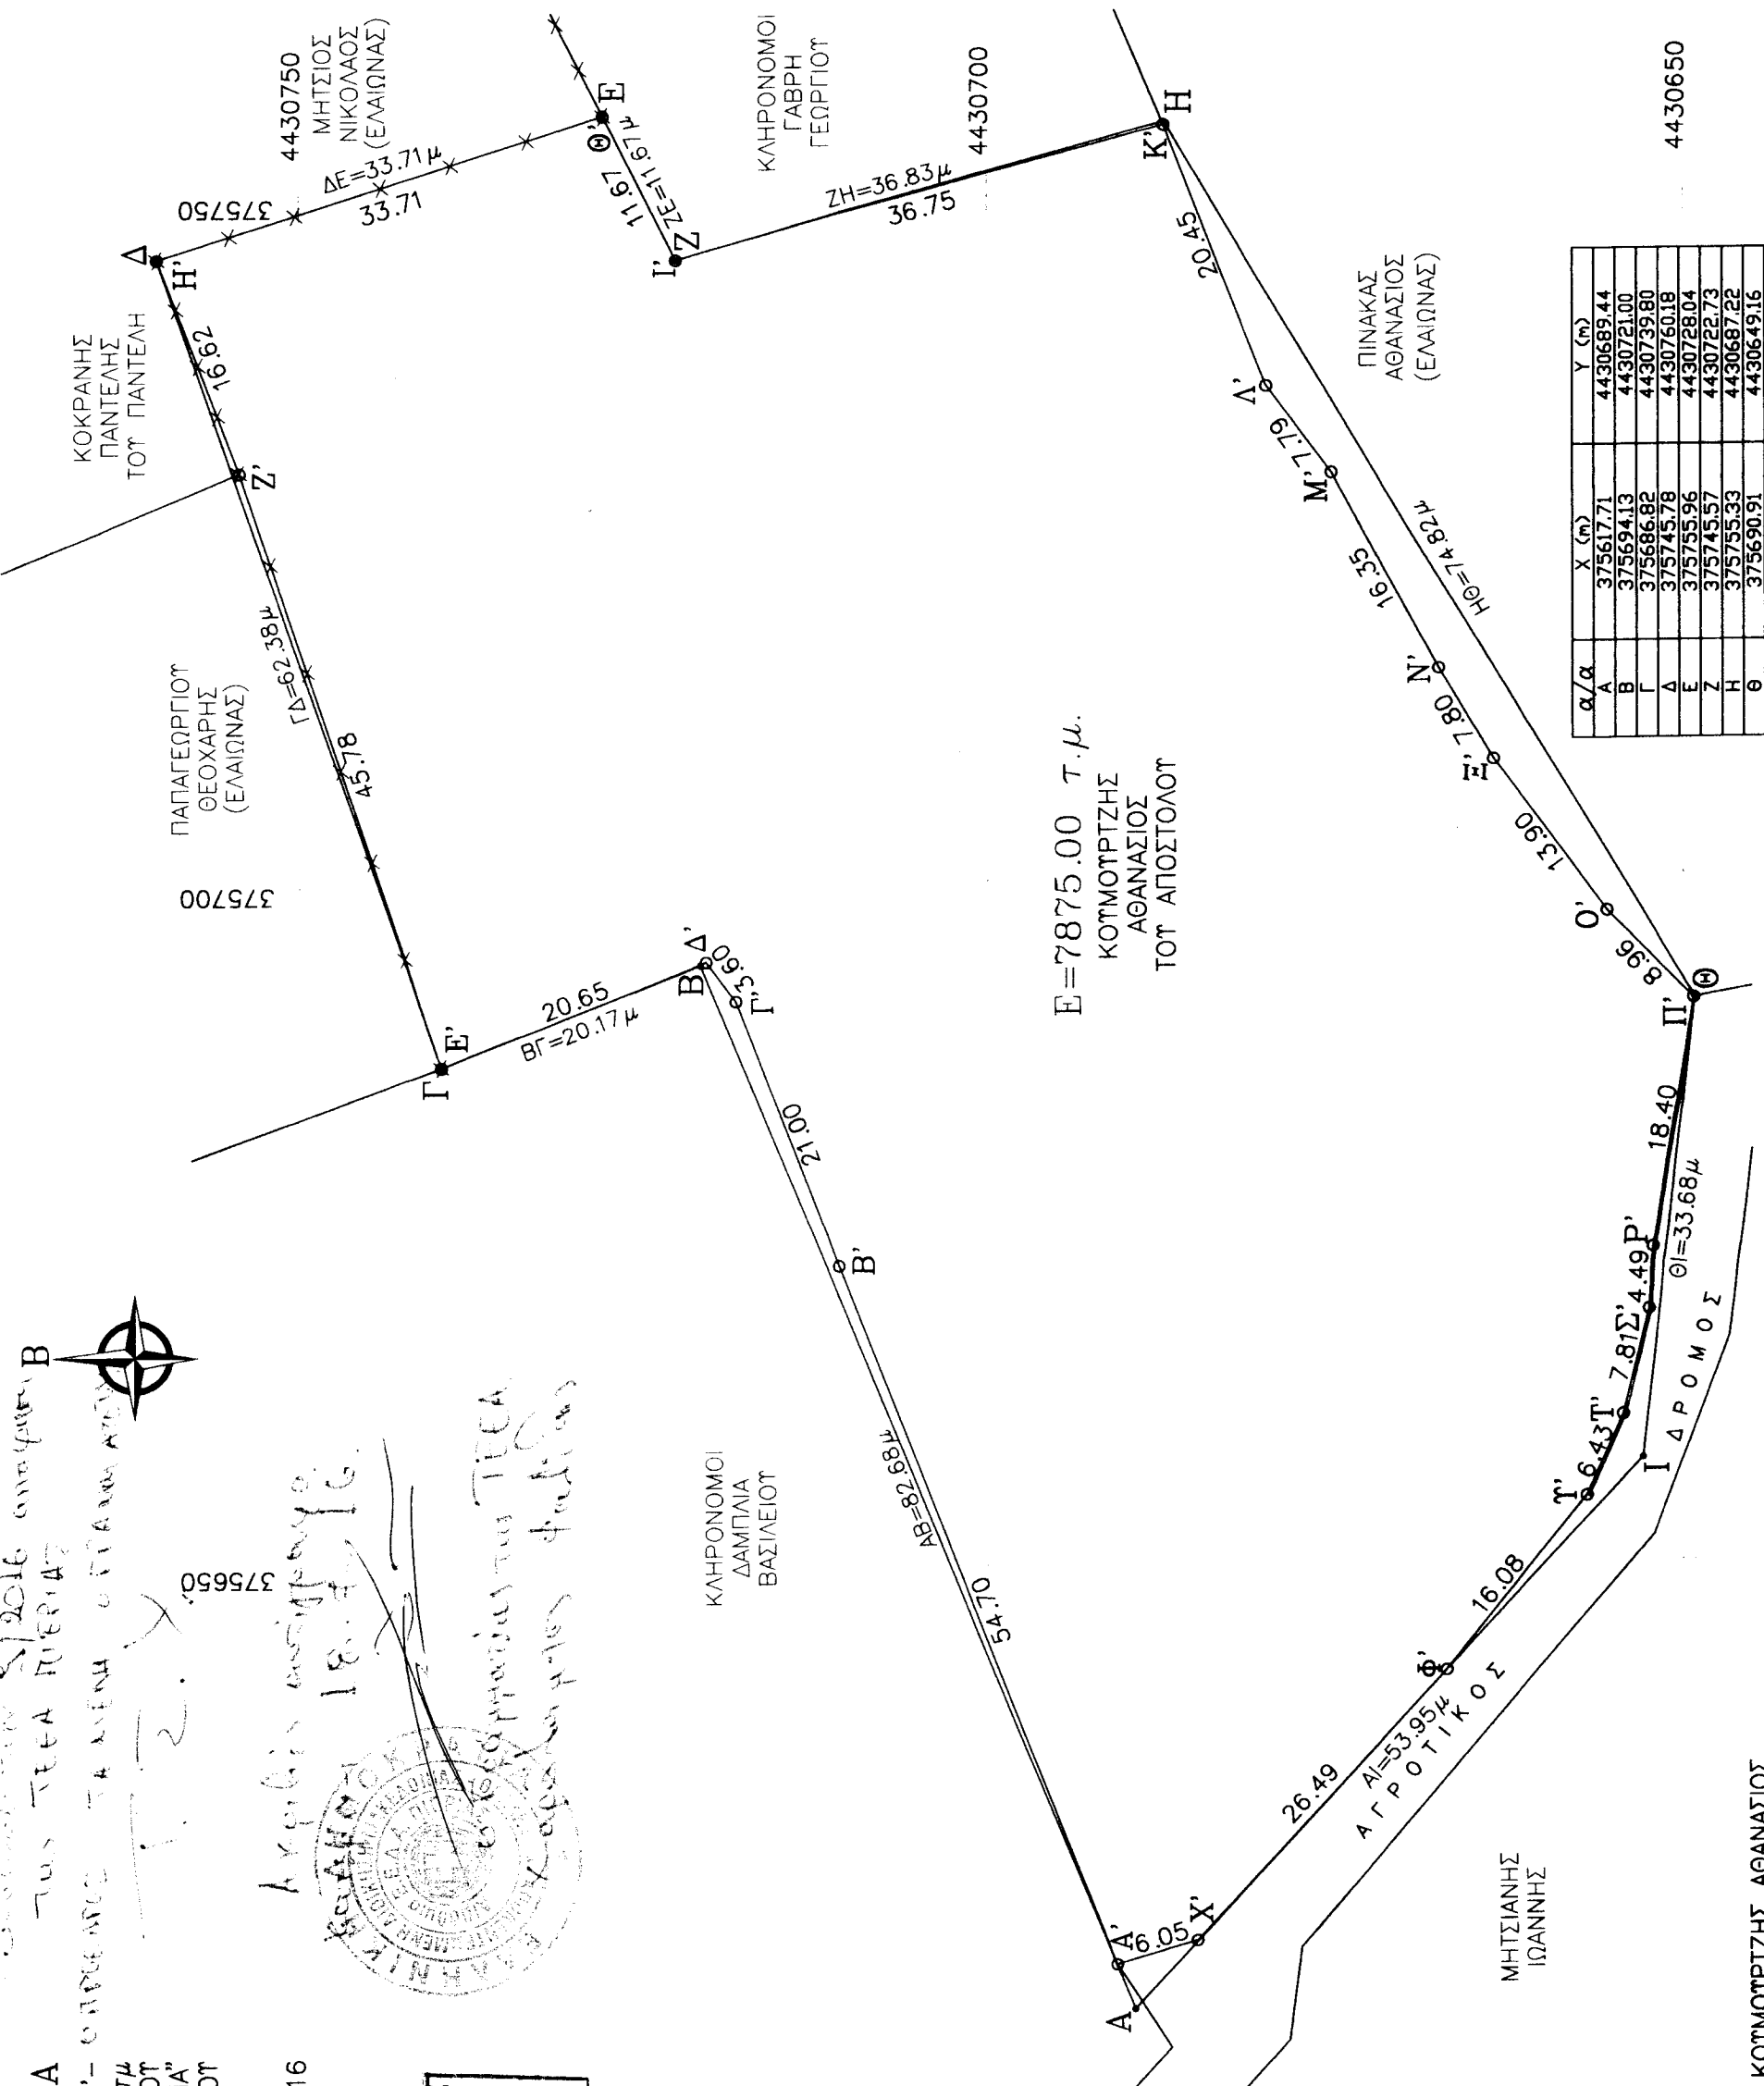 Β
375650
375700
375750
4430750
4430700
4430650
ΚΟΚΡΑΝΗΣ
ΠΑΝΤΕΛΗΣ
ΤΟΥ ΠΑΝΤΕΛΗ
ΜΗΤΣΙΟΣ
ΝΙΚΟΛΑΟΣ
(ΕΛΑΙΩΝΑΣ)
ΠΑΠΑΓΕΩΡΓΙΟΥ
ΘΕΟΧΑΡΗΣ
(ΕΛΑΙΩΝΑΣ)
ΚΛΗΡΟΝΟΜΟΙ
ΓΑΒΡΗ
ΓΕΩΡΓΙΟΥ
ΚΛΗΡΟΝΟΜΟΙ
ΔΑΜΠΛΙΑ
ΒΑΣΙΛΕΙΟΥ
E=7875.00 τ.μ.
ΚΟΥΜΟΥΡΤΖΗΣ
ΑΘΑΝΑΣΙΟΣ
ΤΟΥ ΑΠΟΣΤΟΛΟΥ
ΠΙΝΑΚΑΣ
ΑΘΑΝΑΣΙΟΣ
(ΕΛΑΙΩΝΑΣ)
ΜΗΤΣΙΑΝΗΣ
ΙΩΑΝΝΗΣ
ΑΓΡΟΤΙΚΟΣ ΔΡΟΜΟΣ
Δ
Η'
16.62
Ζ'
ΓΔ=62.38μ
45.78
Γ
Ε'
20.65
ΒΓ=20.17μ
Β
Δ'
3.60
Γ'
21.00
Β'
ΑΒ=82.68μ
54.70
Α
Α'
6.05
Χ'
26.49
ΑΙ=53.95μ
Φ'
16.08
Υ'
6.43
Τ'
7.81
Σ'
4.49
Ρ'
18.40
Ι
ΘΙ=33.68μ
Π'
Θ
8.96
Ο'
13.90
Ξ'
7.80
Ν'
16.35
Μ'
7.79
Λ'
20.45
ΗΘ=74.82μ
Κ'
Η
ΖΗ=36.83μ
36.75
Ι'
Ζ
11.67
ΖΕ=11.67μ
Θ'
Ε
ΔΕ=33.71μ
33.71
α/α X (m) Y (m)
Α 375617.71 4430689.44
Β 375694.13 4430721.00
Γ 375686.82 4430739.80
Δ 375745.78 4430760.18
Ε 375755.96 4430728.04
Ζ 375745.57 4430722.73
Η 375755.33 4430687.22
Θ 375690.91 4430649.16
ΚΟΥΜΟΥΡΤΖΗΣ ΑΘΑΝΑΣΙΟΣ
Α
16